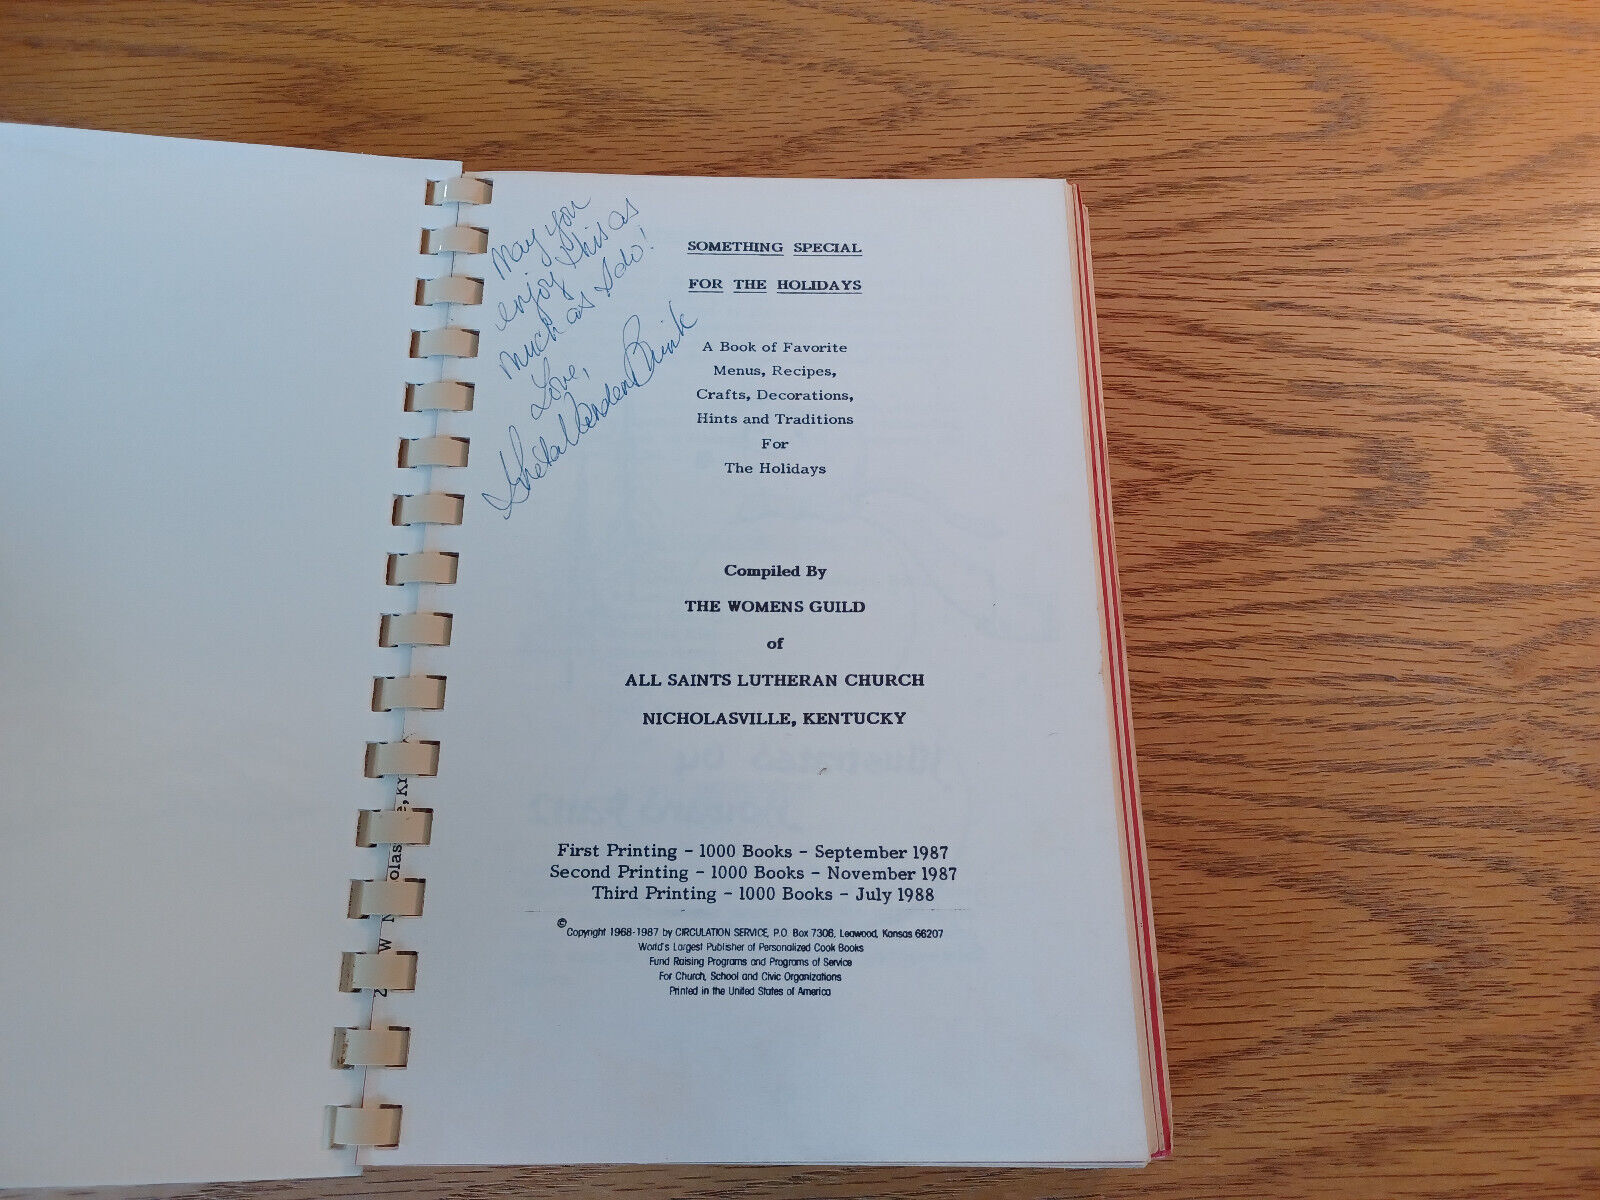 May you
enjoy this as
much as I do!
Love,
SOMETHING SPECIAL
FOR THE HOLIDAYS
A Book of Favorite
Menus, Recipes,
Crafts, Decorations,
Hints and Traditions
For
The Holidays
Compiled By
THE WOMENS GUILD
of
ALL SAINTS LUTHERAN CHURCH
NICHOLASVILLE, KENTUCKY
First Printing - 1000 Books - September 1987
Second Printing - 1000 Books - November 1987
Third Printing - 1000 Books - July 1988
© Copyright 1968-1987 by CIRCULATION SERVICE, P.O. Box 7306, Leawood, Kansas 66207
World's Largest Publisher of Personalized Cook Books
Fund Raising Programs and Programs of Service
For Church, School and Civic Organizations
Printed in the United States of America